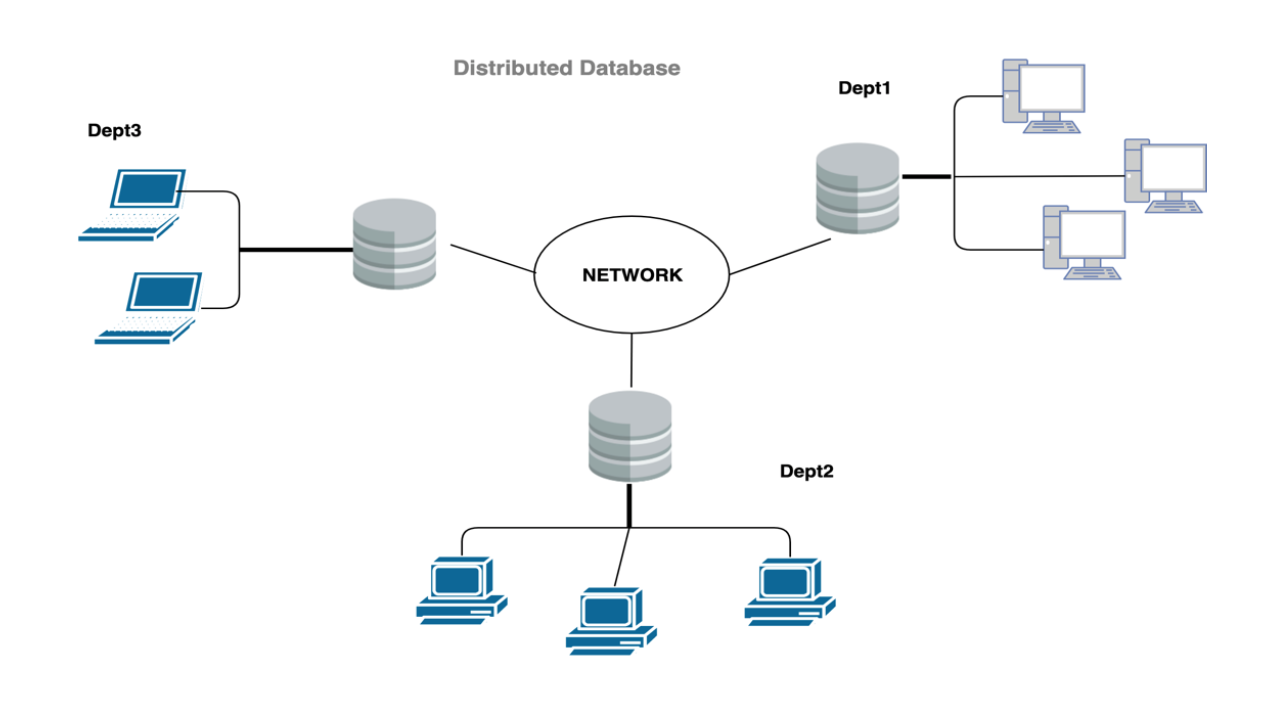 Distributed Database
Dept1
Dept3
NETWORK
Dept2